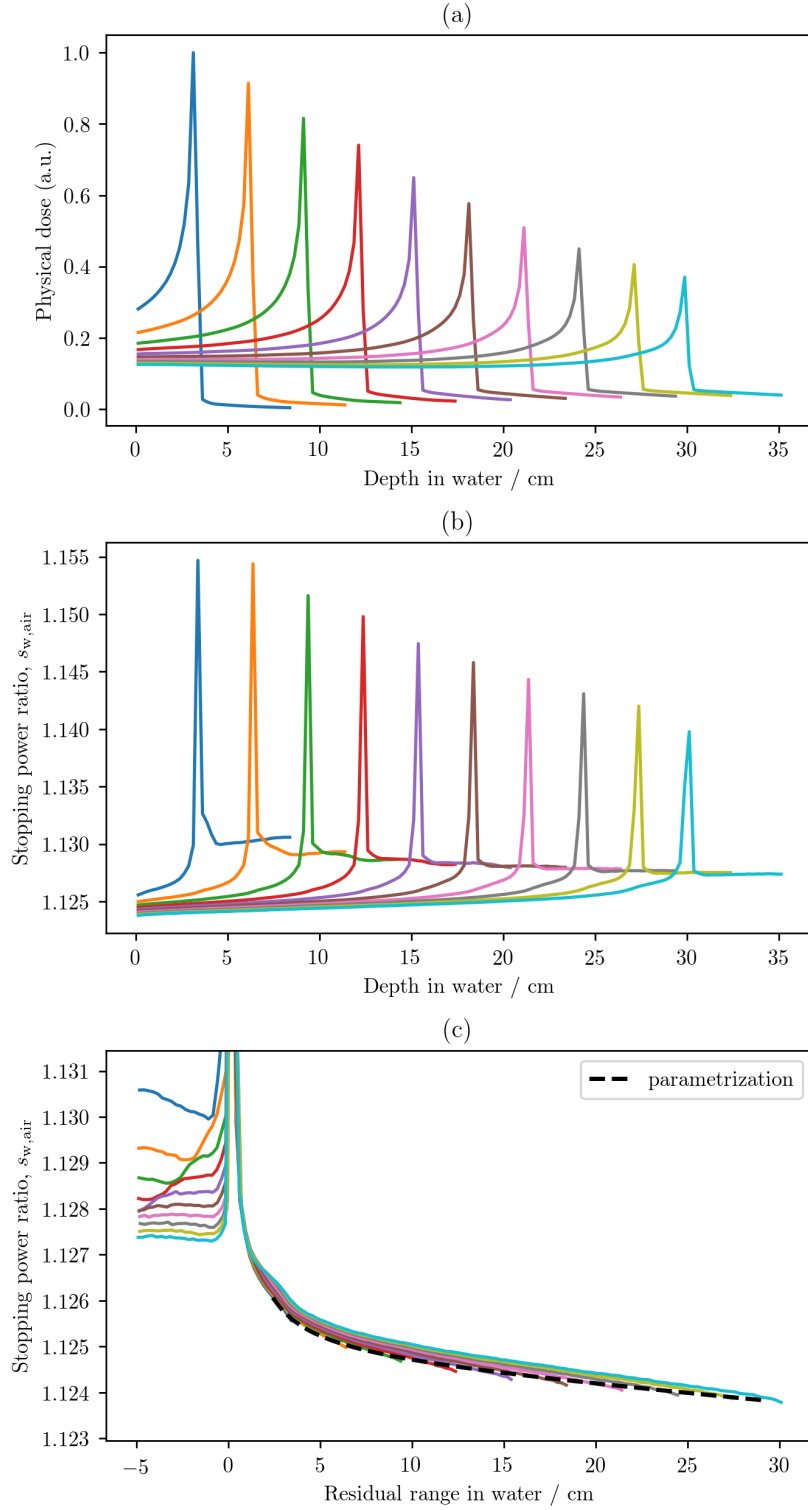 (a)
1.0
0.8
0.6
0.4
0.2
0.0
Physical dose (a.u.)
0 5 10 15 20 25 30 35
Depth in water / cm
(b)
1.155
1.150
1.145
1.140
1.135
1.130
1.125
Stopping power ratio, s_w,air
0 5 10 15 20 25 30 35
Depth in water / cm
(c)
parametrization
1.131
1.130
1.129
1.128
1.127
1.126
1.125
1.124
1.123
Stopping power ratio, s_w,air
−5 0 5 10 15 20 25 30
Residual range in water / cm